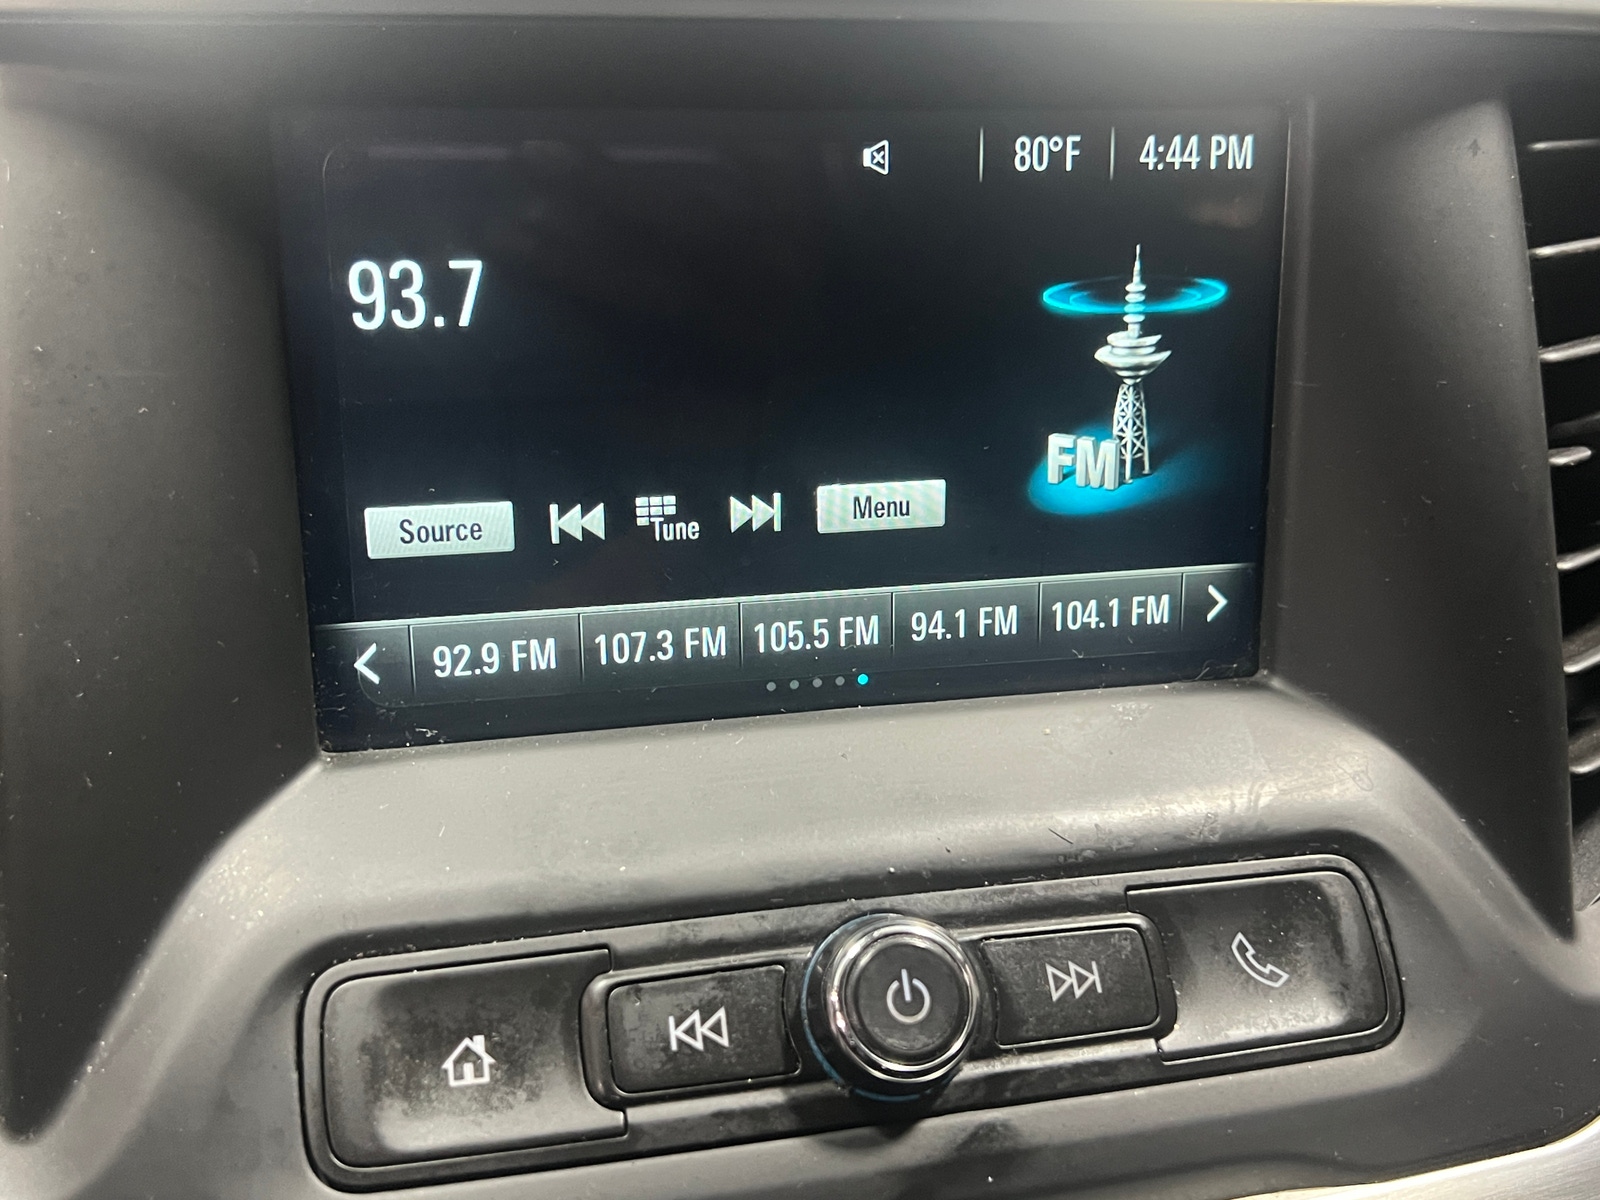 80°F 4:44 PM
93.7
FM
Source Tune Menu
92.9 FM 107.3 FM 105.5 FM 94.1 FM 104.1 FM